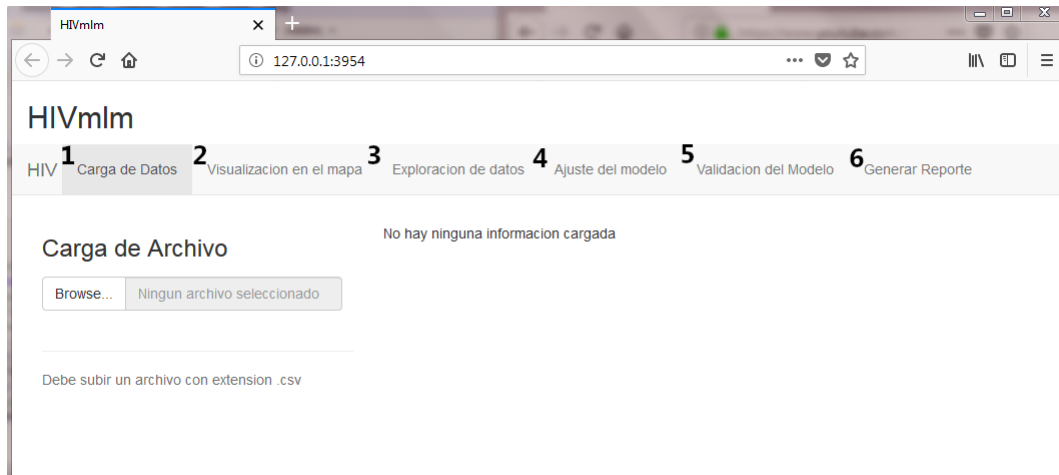 HIVmlm
127.0.0.1:3954
HIVmlm
HIV 1 Carga de Datos 2 Visualizacion en el mapa 3 Exploracion de datos 4 Ajuste del modelo 5 Validacion del Modelo 6 Generar Reporte
Carga de Archivo
No hay ninguna informacion cargada
Browse... Ningun archivo seleccionado
Debe subir un archivo con extension .csv